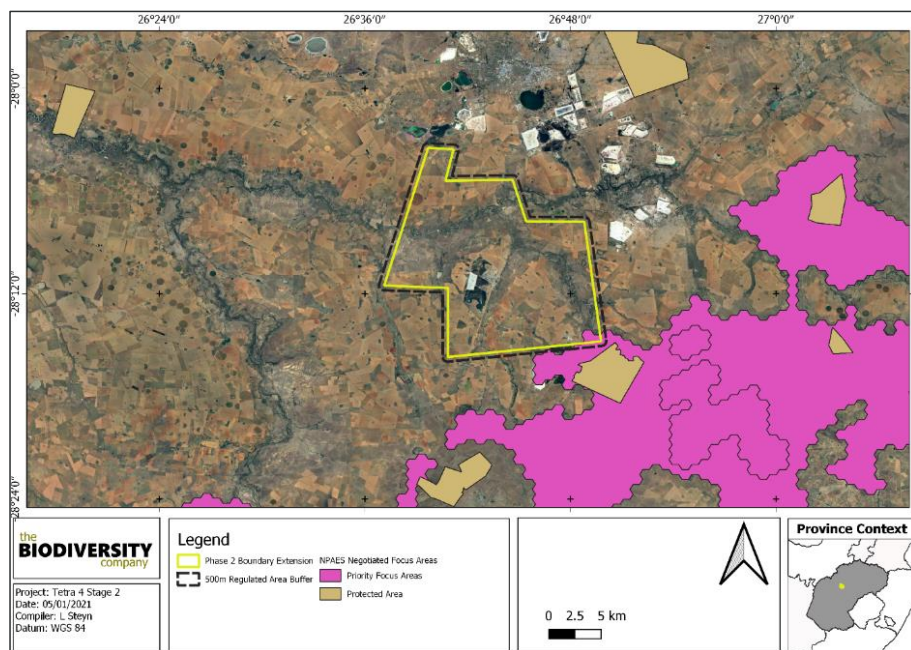 26°24'0" 26°36'0" 26°48'0" 27°0'0"
-28°0'0"
-28°12'0"
-28°24'0"
the
BIODIVERSITY
company
Project: Tetra 4 Stage 2
Date: 05/01/2021
Compiler: L Steyn
Datum: WGS 84
Legend
Phase 2 Boundary Extension
500m Regulated Area Buffer
NPAES Negotiated Focus Areas
Priority Focus Areas
Protected Area
0 2.5 5 km
Province Context